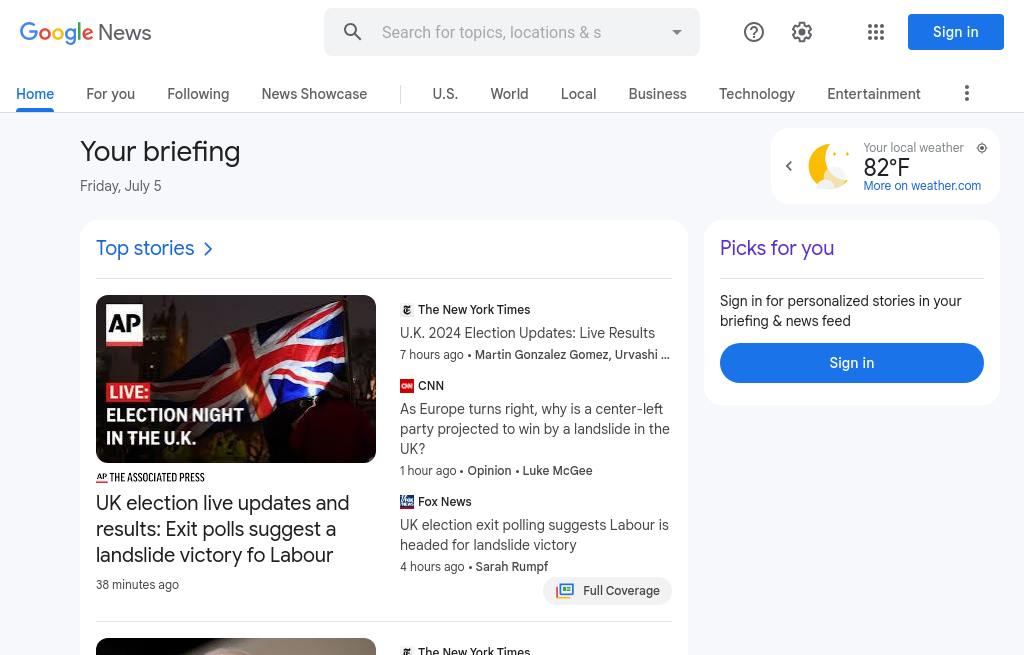 Google News
Search for topics, locations & s
Sign in
Home
For you
Following
News Showcase
U.S.
World
Local
Business
Technology
Entertainment
Your briefing
Friday, July 5
Your local weather
82°F
More on weather.com
Top stories
AP
LIVE:
ELECTION NIGHT
IN THE U.K.
AP THE ASSOCIATED PRESS
UK election live updates and
results: Exit polls suggest a
landslide victory fo Labour
38 minutes ago
The New York Times
U.K. 2024 Election Updates: Live Results
7 hours ago • Martin Gonzalez Gomez, Urvashi ...
CNN
CNN
As Europe turns right, why is a center-left
party projected to win by a landslide in the
UK?
1 hour ago • Opinion • Luke McGee
Fox News
UK election exit polling suggests Labour is
headed for landslide victory
4 hours ago • Sarah Rumpf
Full Coverage
The New York Times
Picks for you
Sign in for personalized stories in your
briefing & news feed
Sign in